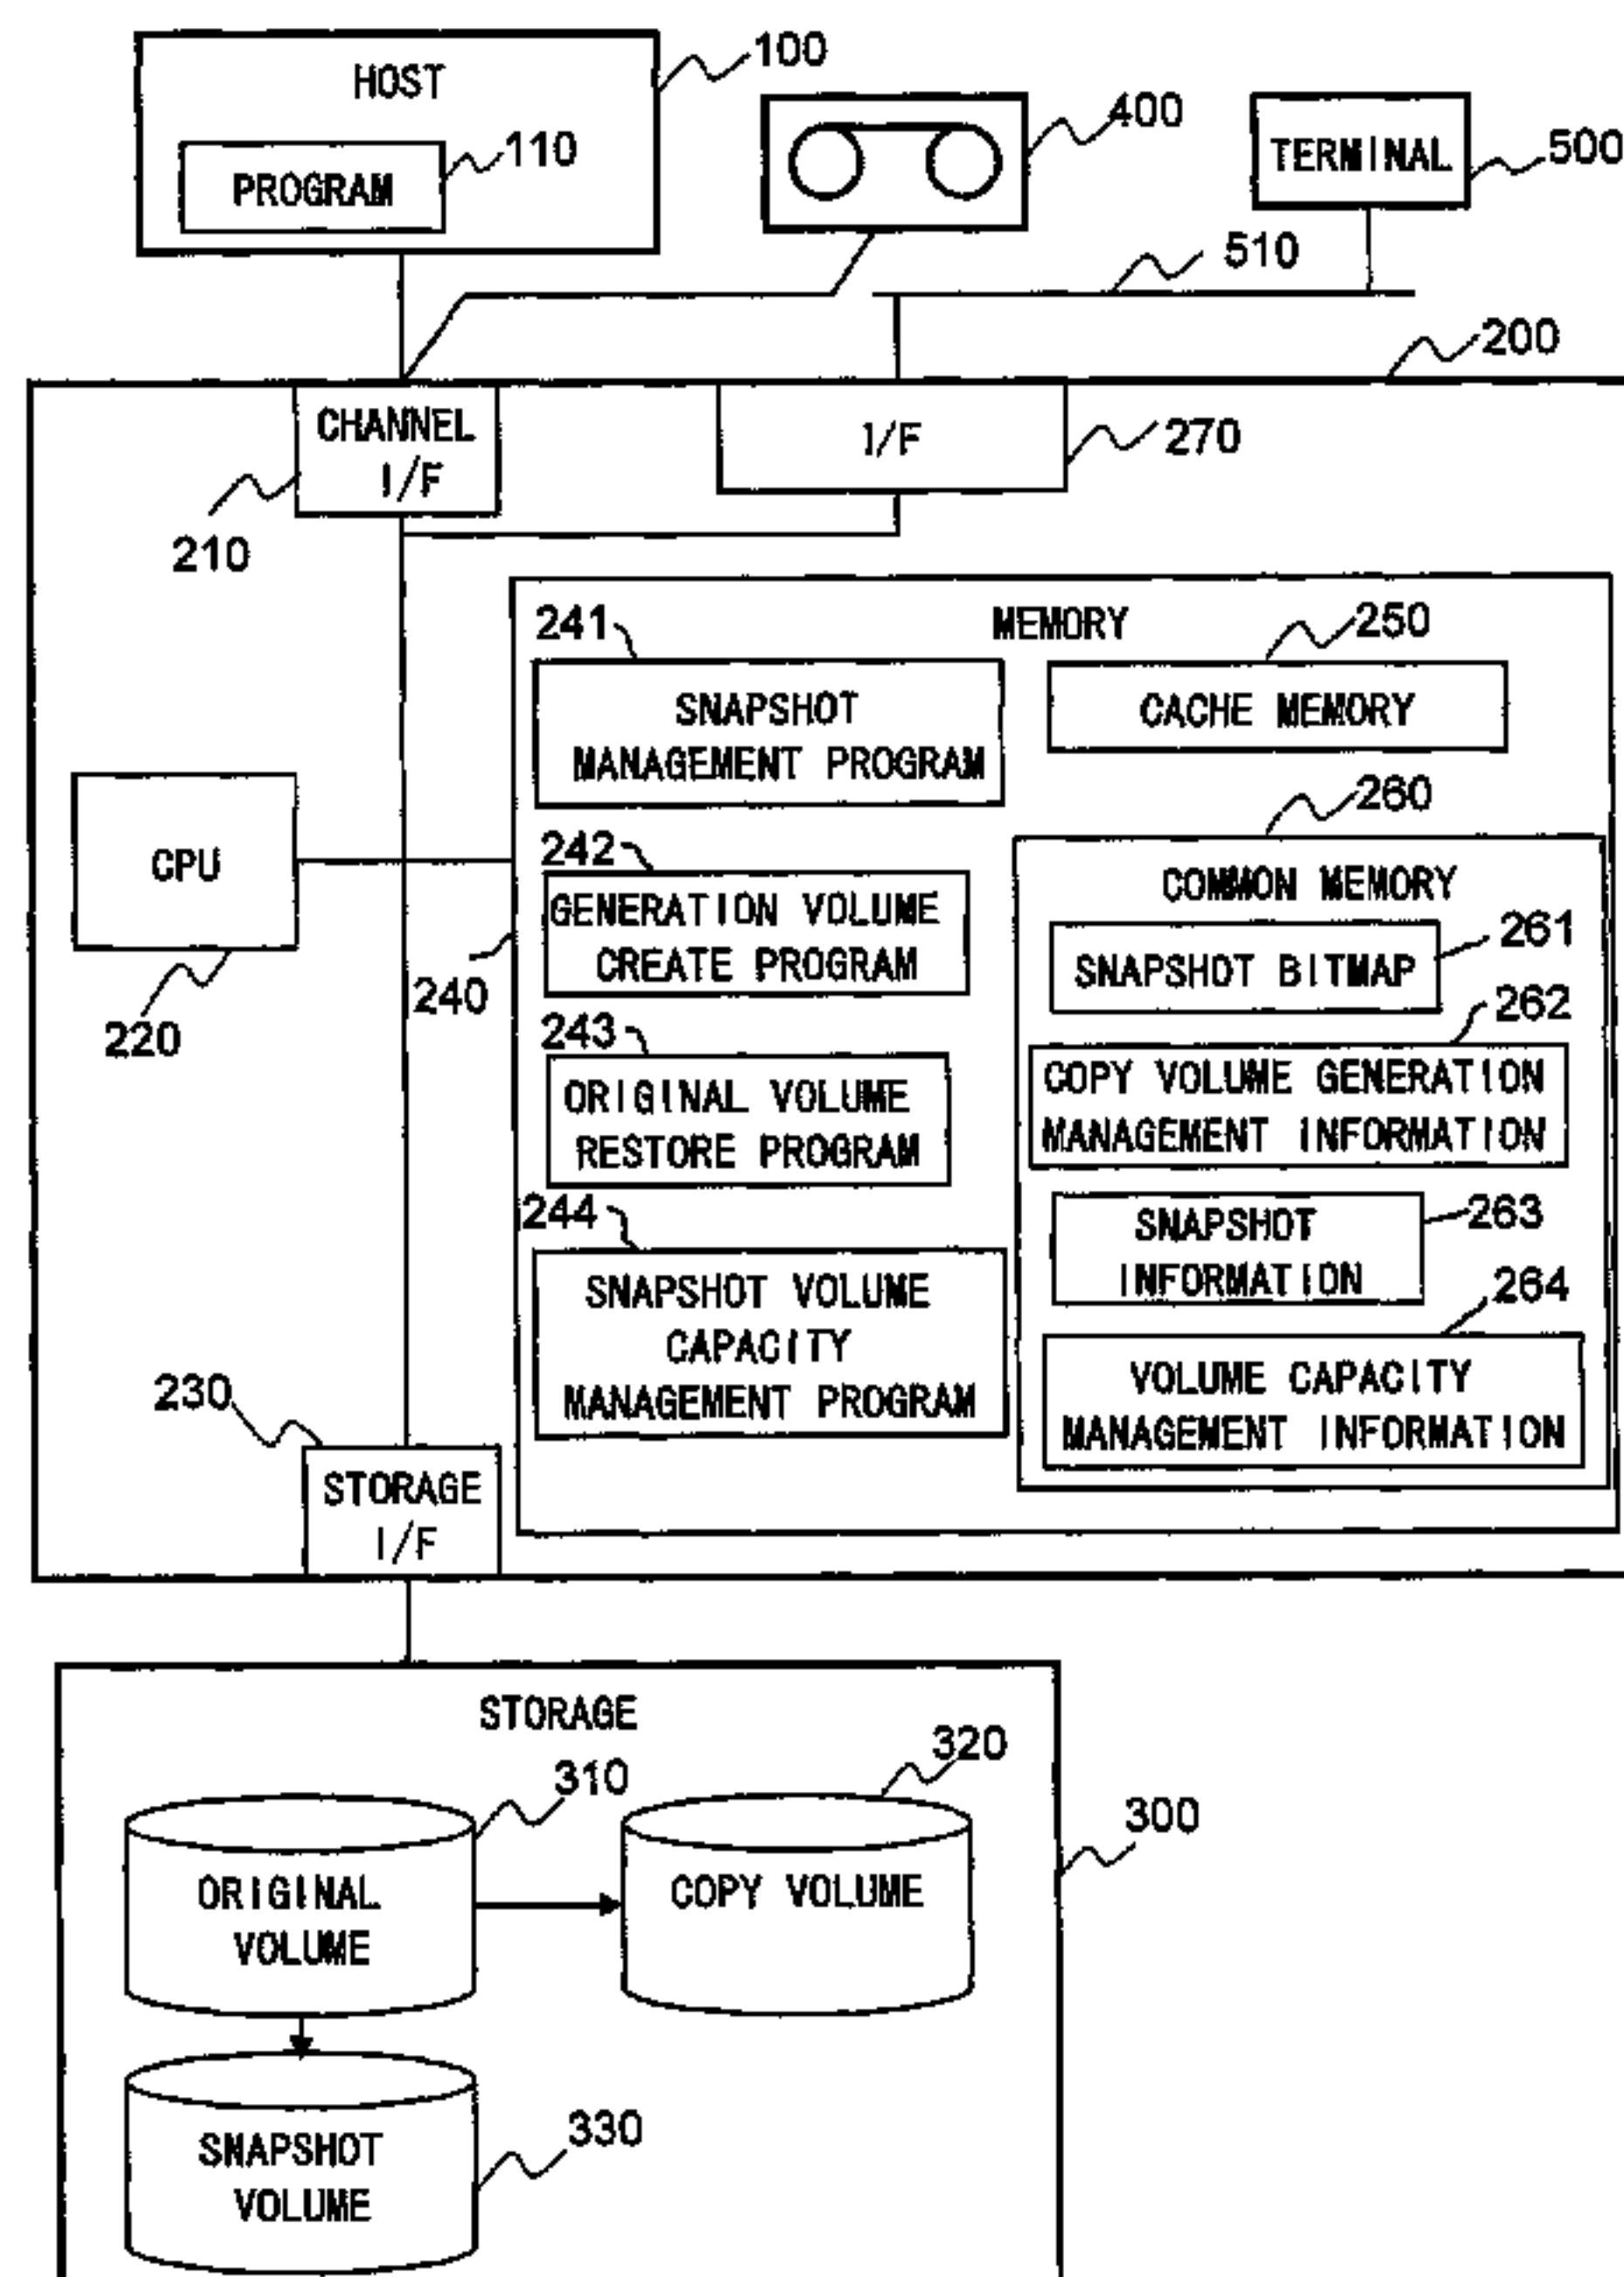 HOST
100
PROGRAM
110
400
TERMINAL
500
510
200
CHANNEL
I/F
210
I/F
270
MEMORY
241
SNAPSHOT
MANAGEMENT PROGRAM
250
CACHE MEMORY
CPU
220
240
242
GENERATION VOLUME
CREATE PROGRAM
243
ORIGINAL VOLUME
RESTORE PROGRAM
244
SNAPSHOT VOLUME
CAPACITY
MANAGEMENT PROGRAM
260
COMMON MEMORY
261
SNAPSHOT BITMAP
262
COPY VOLUME GENERATION
MANAGEMENT INFORMATION
263
SNAPSHOT
INFORMATION
264
VOLUME CAPACITY
MANAGEMENT INFORMATION
230
STORAGE
I/F
STORAGE
300
310
ORIGINAL
VOLUME
320
COPY VOLUME
330
SNAPSHOT
VOLUME